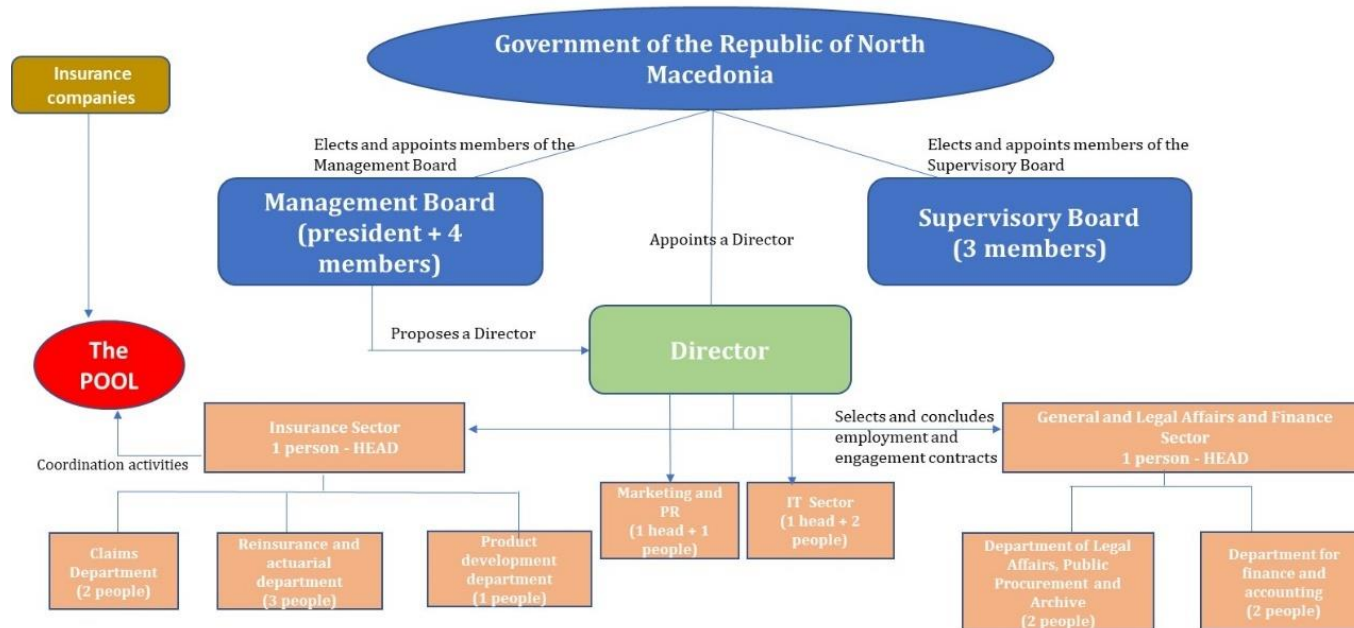 Government of the Republic of North
Macedonia
Insurance
companies
Elects and appoints members of the
Management Board
Elects and appoints members of the
Supervisory Board
Management Board
(president + 4
members)
Appoints a Director
Supervisory Board
(3 members)
The
POOL
Proposes a Director
Director
Insurance Sector
1 person - HEAD
Selects and concludes
employment and
engagement contracts
General and Legal Affairs and Finance
Sector
1 person - HEAD
Coordination activities
Claims
Department
(2 people)
Reinsurance and
actuarial
department
(3 people)
Product
development
department
(1 people)
Marketing and
PR
(1 head + 1
people)
IT Sector
(1 head + 2
people)
Department of Legal
Affairs, Public
Procurement and
Archive
(2 people)
Department for
finance and
accounting
(2 people)